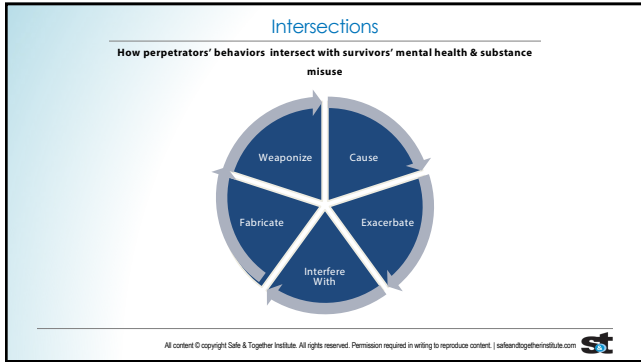 Intersections
How perpetrators' behaviors intersect with survivors' mental health & substance
misuse
Weaponize
Cause
Fabricate
Exacerbate
Interfere
With
All content © copyright Safe & Together Institute. All rights reserved. Permission required in writing to reproduce content. | safeandtogetherinstitute.com
s&t